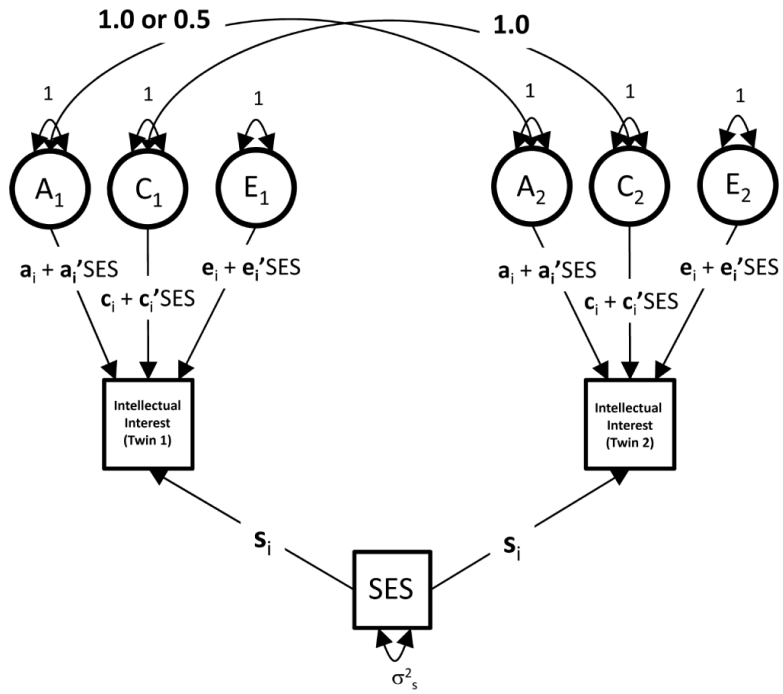 1.0 or 0.5 1.0
1 1 1 1 1 1
A₁ C₁ E₁ A₂ C₂ E₂
aᵢ + aᵢ'SES eᵢ + eᵢ'SES aᵢ + aᵢ'SES eᵢ + eᵢ'SES
cᵢ + cᵢ'SES cᵢ + cᵢ'SES
Intellectual Intellectual
Interest Interest
(Twin 1) (Twin 2)
sᵢ sᵢ
SES
σ²ₛ